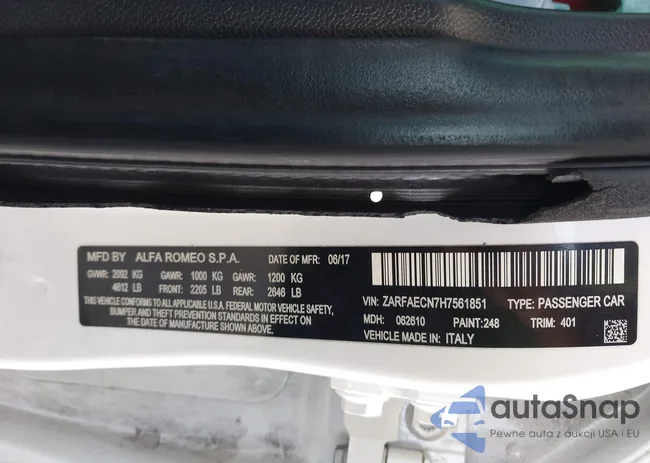 MFD BY ALFA ROMEO S.P.A. DATE OF MFR: 06/17
GVWR: 2092 KG GAWR: 1000 KG GAWR: 1200 KG
4612 LB FRONT: 2205 LB REAR: 2646 LB
THIS VEHICLE CONFORMS TO ALL APPLICABLE U.S.A. FEDERAL MOTOR VEHICLE SAFETY,
BUMPER AND THEFT PREVENTION STANDARDS IN EFFECT ON
THE DATE OF MANUFACTURE SHOWN ABOVE.
VIN: ZARFAECN7H7561851 TYPE: PASSENGER CAR
MDH: 062610 PAINT:248 TRIM: 401
VEHICLE MADE IN: ITALY
autaSnap
Pewne auta z aukcji USA i EU